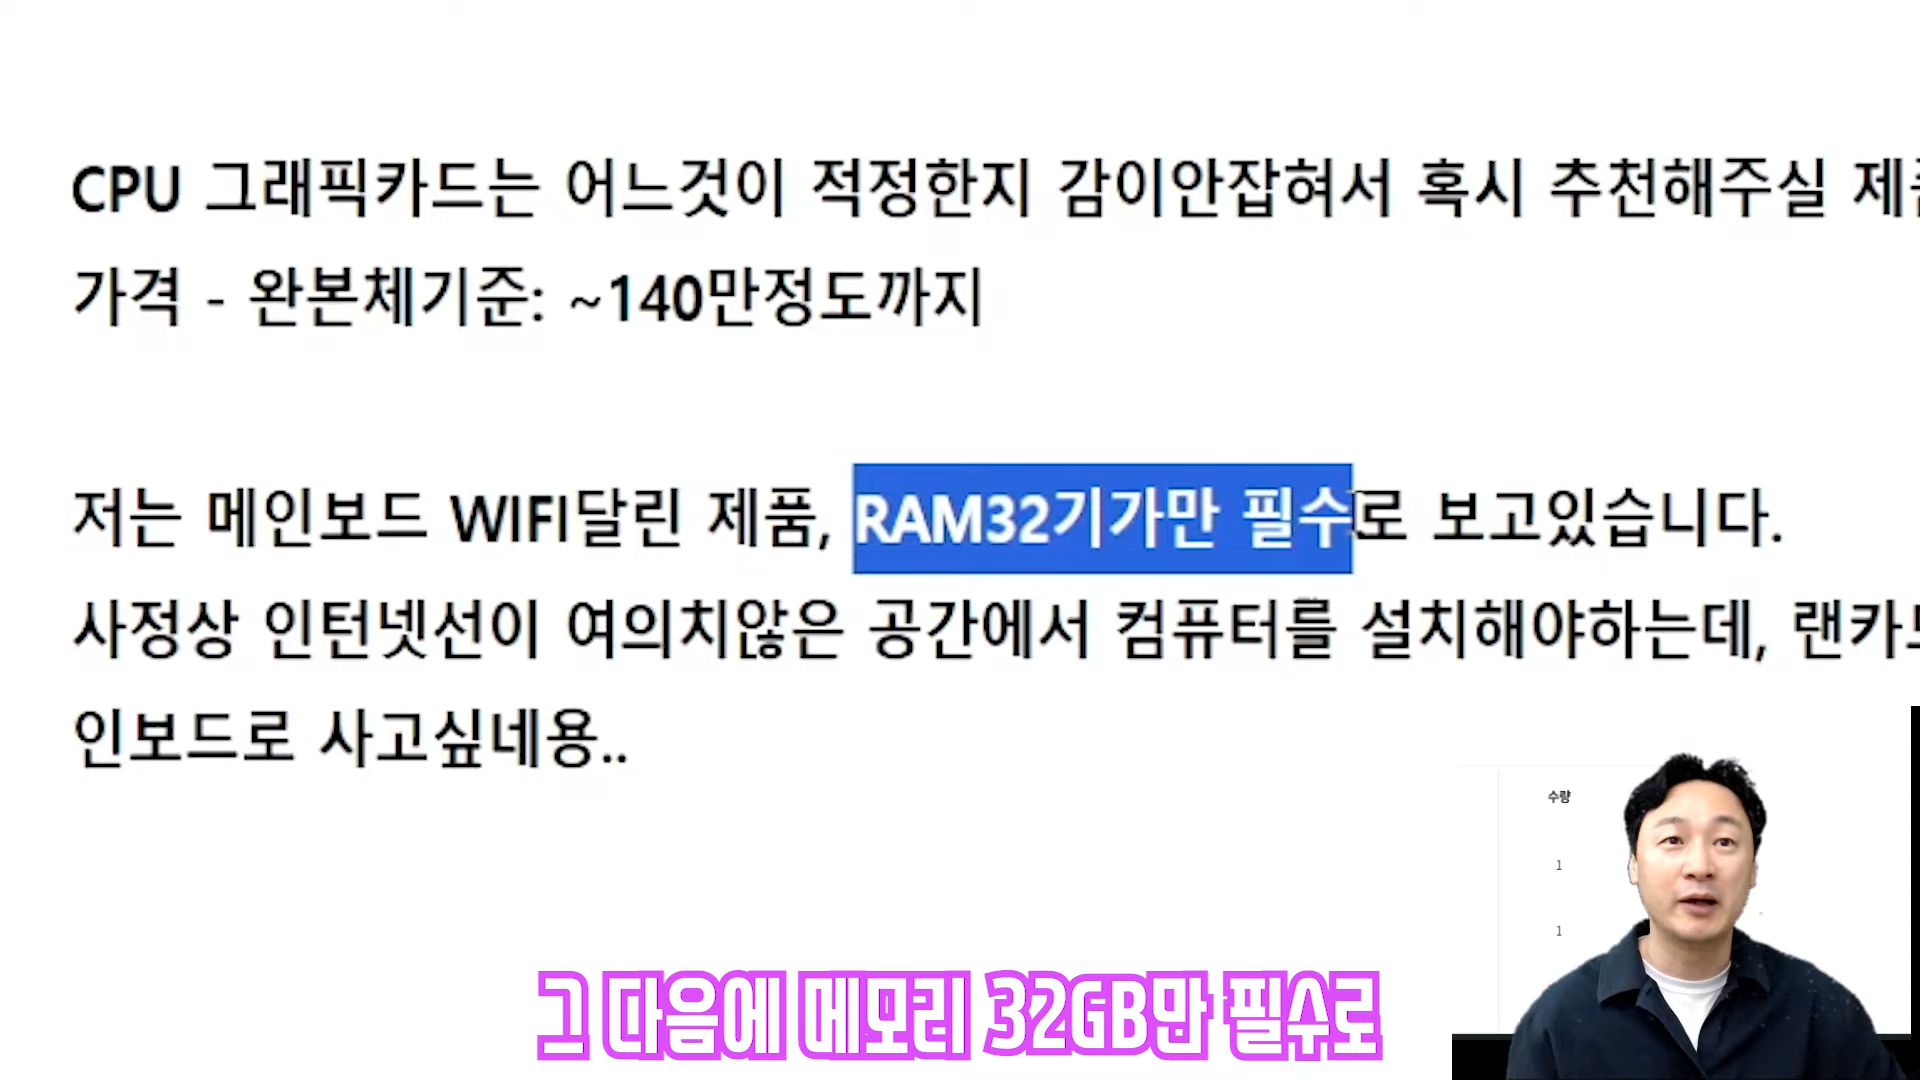 CPU 그래픽카드는 어느것이 적정한지 감이안잡혀서 혹시 추천해주실
가격 - 완본체기준: ~140만정도까지
저는 메인보드 WIFI달린 제품, RAM32기가만 필수로 보고있습니다.
사정상 인터넷선이 여의치않은 공간에서 컴퓨터를 설치해야하는데,
인보드로 사고싶네용..
수량
1
1
그 다음에 메모리 32GB만 필수로